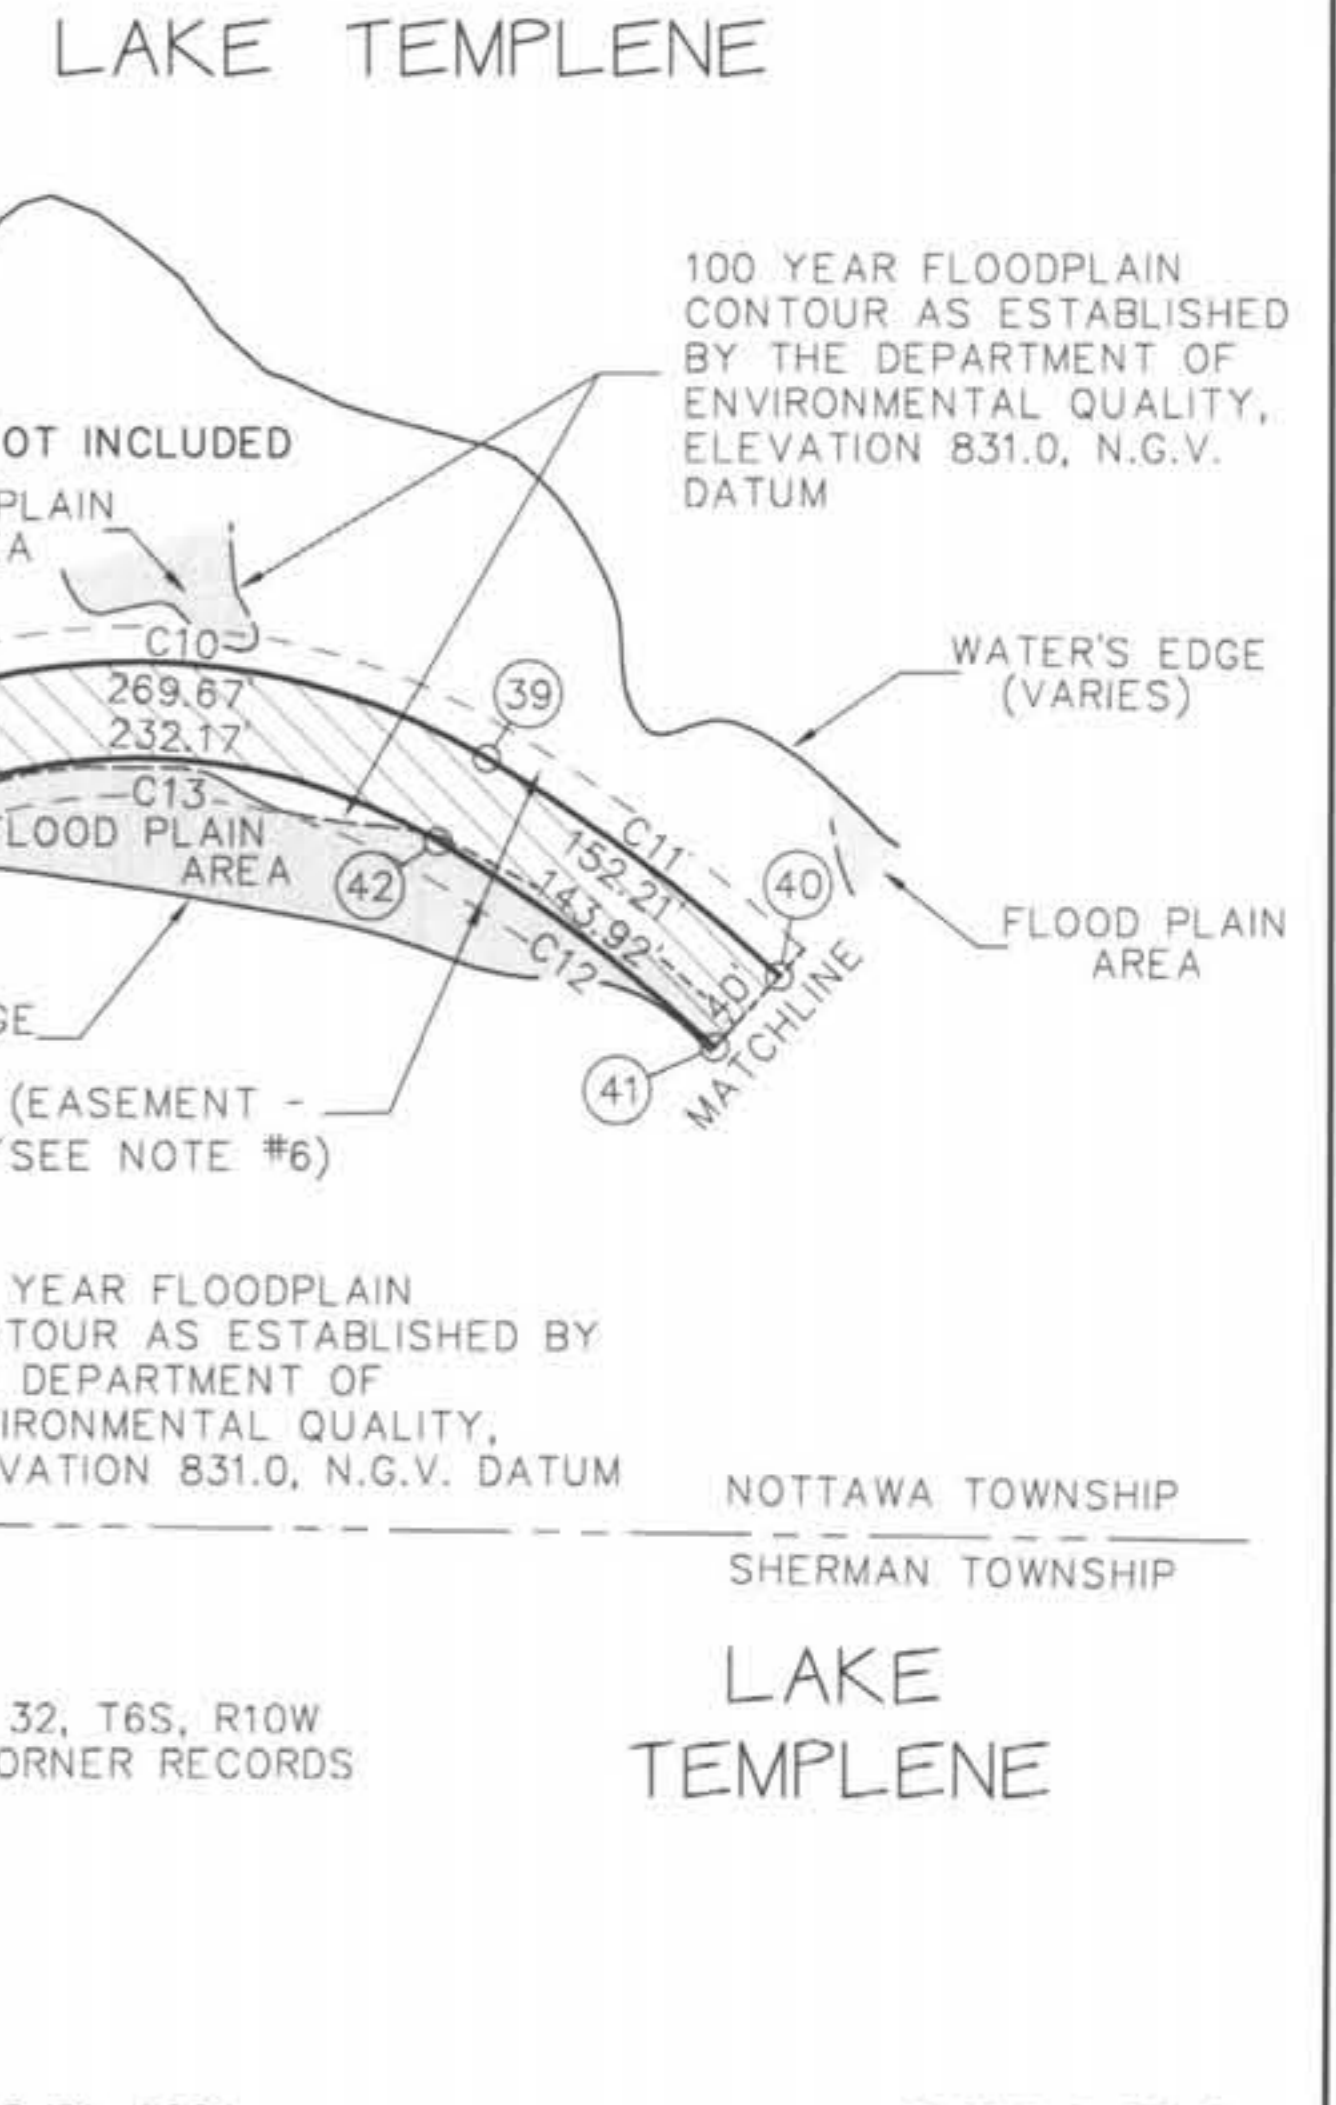 LAKE TEMPLENE
100 YEAR FLOODPLAIN
CONTOUR AS ESTABLISHED
BY THE DEPARTMENT OF
ENVIRONMENTAL QUALITY,
ELEVATION 831.0, N.G.V.
DATUM
OT INCLUDED
PLAIN
A
C10
269.67'
232.17'
C13
39
WATER'S EDGE
(VARIES)
FLOOD PLAIN
AREA
42
C11
152.21'
143.92'
C12
40
40'
MATCHLINE
41
FLOOD PLAIN
AREA
GE
(EASEMENT -
(SEE NOTE #6)
YEAR FLOODPLAIN
TOUR AS ESTABLISHED BY
DEPARTMENT OF
IRONMENTAL QUALITY,
VATION 831.0, N.G.V. DATUM
NOTTAWA TOWNSHIP
SHERMAN TOWNSHIP
LAKE
TEMPLENE
32, T6S, R10W
ORNER RECORDS